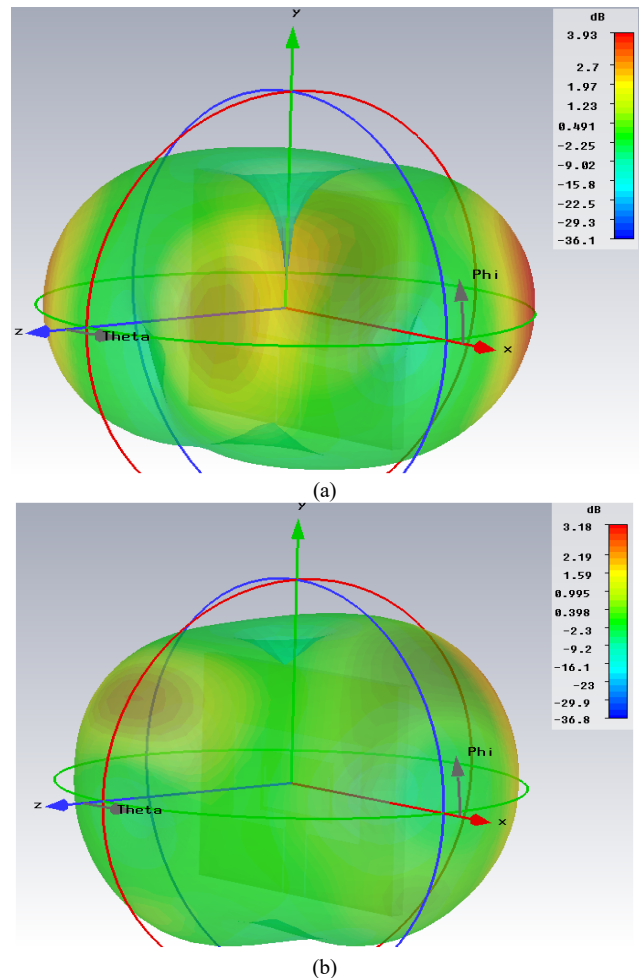 y
dB
3.93
2.7
1.97
1.23
0.491
-2.25
-9.02
-15.8
-22.5
-29.3
-36.1
Phi
z
Theta
x
(a)
y
dB
3.18
2.19
1.59
0.995
0.398
-2.3
-9.2
-16.1
-23
-29.9
-36.8
Phi
z
Theta
x
(b)